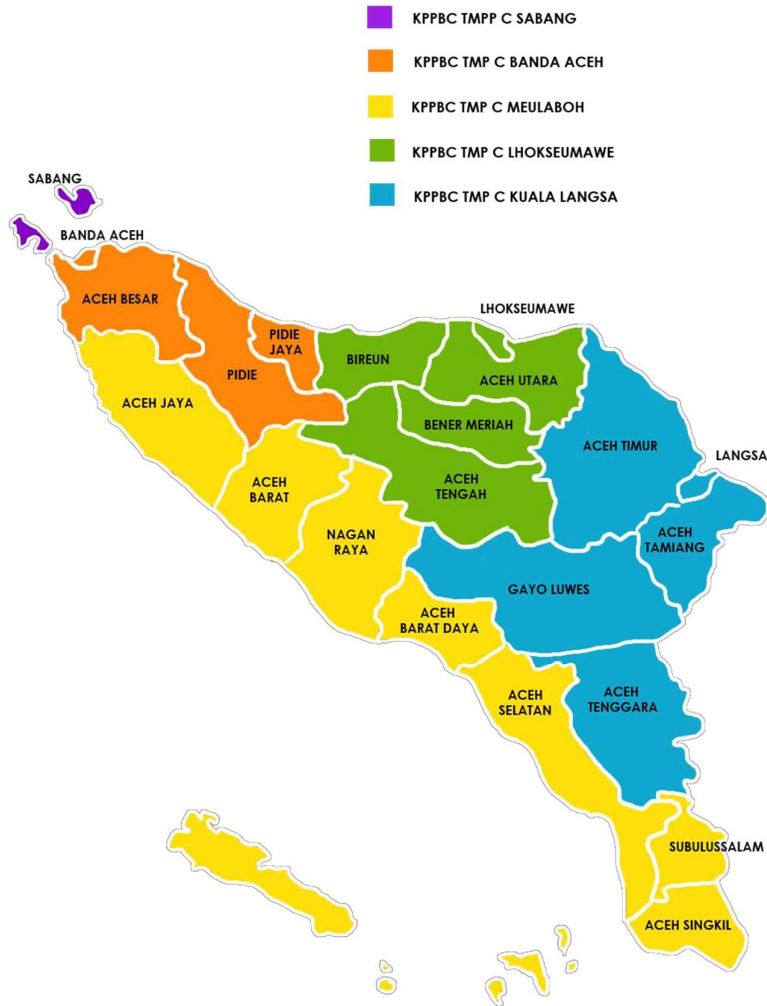 KPPBC TMPP C SABANG
KPPBC TMP C BANDA ACEH
KPPBC TMP C MEULABOH
KPPBC TMP C LHOKSEUMAWE
KPPBC TMP C KUALA LANGSA
SABANG
BANDA ACEH
ACEH BESAR
LHOKSEUMAWE
PIDIE
JAYA
BIREUN
PIDIE
ACEH UTARA
ACEH JAYA
BENER MERIAH
ACEH TIMUR
LANGSA
ACEH
BARAT
ACEH
TENGAH
NAGAN
RAYA
ACEH
TAMIANG
GAYO LUWES
ACEH
BARAT DAYA
ACEH
SELATAN
ACEH
TENGGARA
SUBULUSSALAM
ACEH SINGKIL